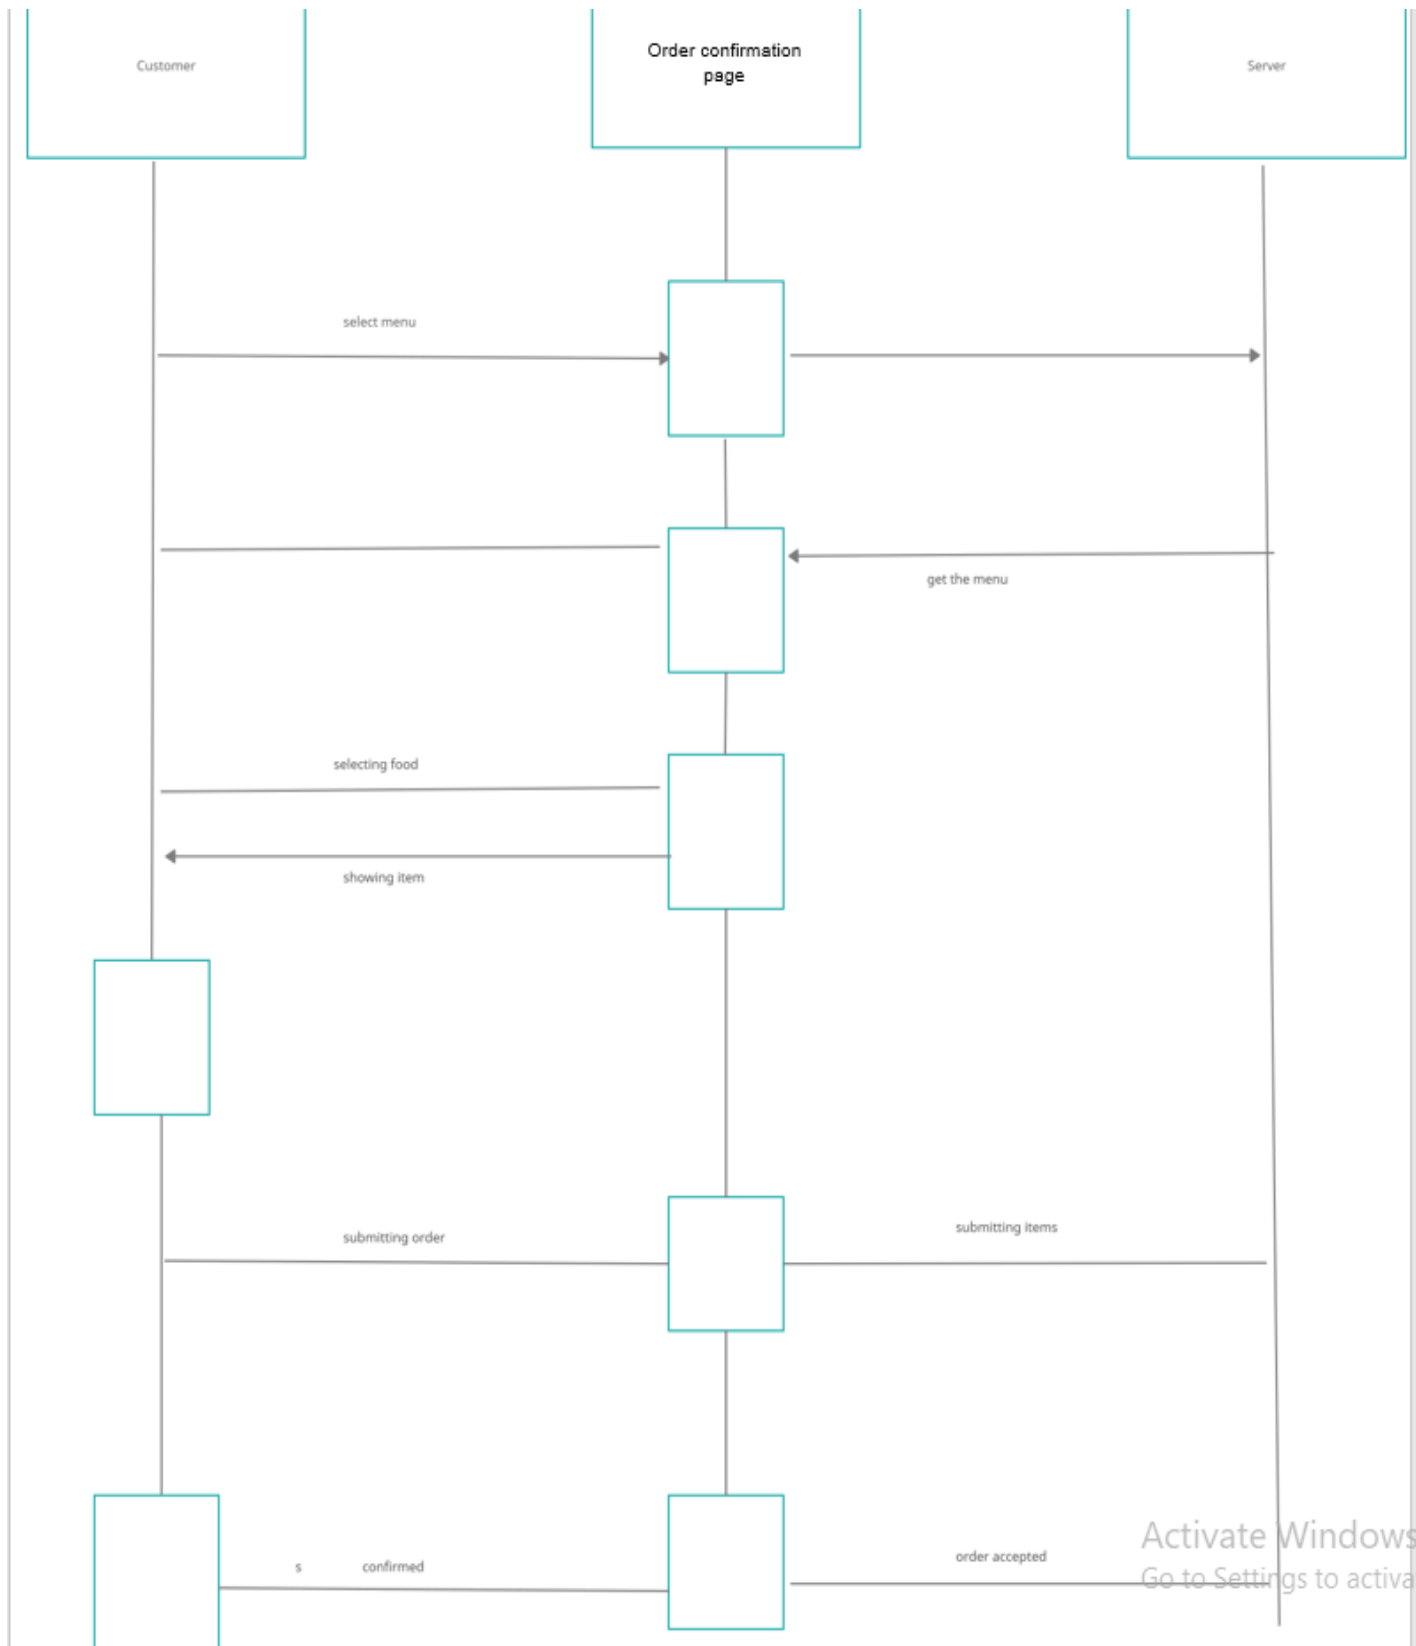 Customer
Order confirmation
page
Server
select menu
get the menu
selecting food
showing item
submitting order
submitting items
s confirmed
order accepted
Activate Windows
Go to Settings to activa